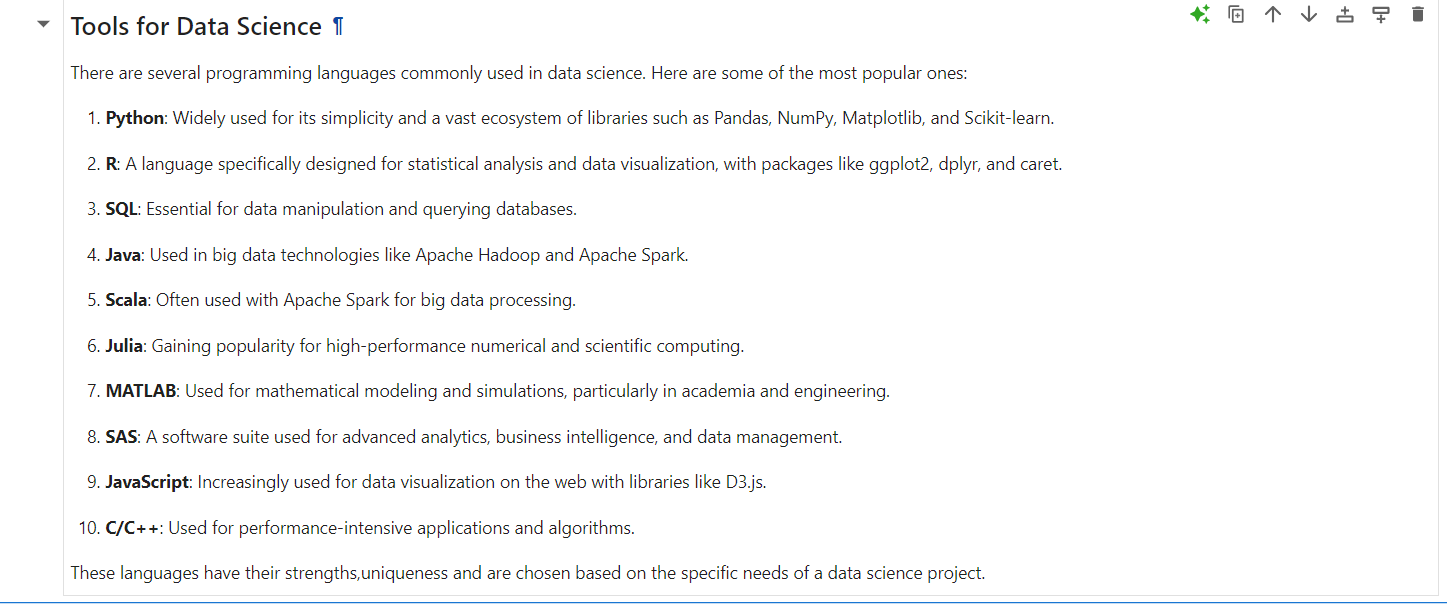 Tools for Data Science ¶
There are several programming languages commonly used in data science. Here are some of the most popular ones:
1. Python: Widely used for its simplicity and a vast ecosystem of libraries such as Pandas, NumPy, Matplotlib, and Scikit-learn.
2. R: A language specifically designed for statistical analysis and data visualization, with packages like ggplot2, dplyr, and caret.
3. SQL: Essential for data manipulation and querying databases.
4. Java: Used in big data technologies like Apache Hadoop and Apache Spark.
5. Scala: Often used with Apache Spark for big data processing.
6. Julia: Gaining popularity for high-performance numerical and scientific computing.
7. MATLAB: Used for mathematical modeling and simulations, particularly in academia and engineering.
8. SAS: A software suite used for advanced analytics, business intelligence, and data management.
9. JavaScript: Increasingly used for data visualization on the web with libraries like D3.js.
10. C/C++: Used for performance-intensive applications and algorithms.
These languages have their strengths,uniqueness and are chosen based on the specific needs of a data science project.